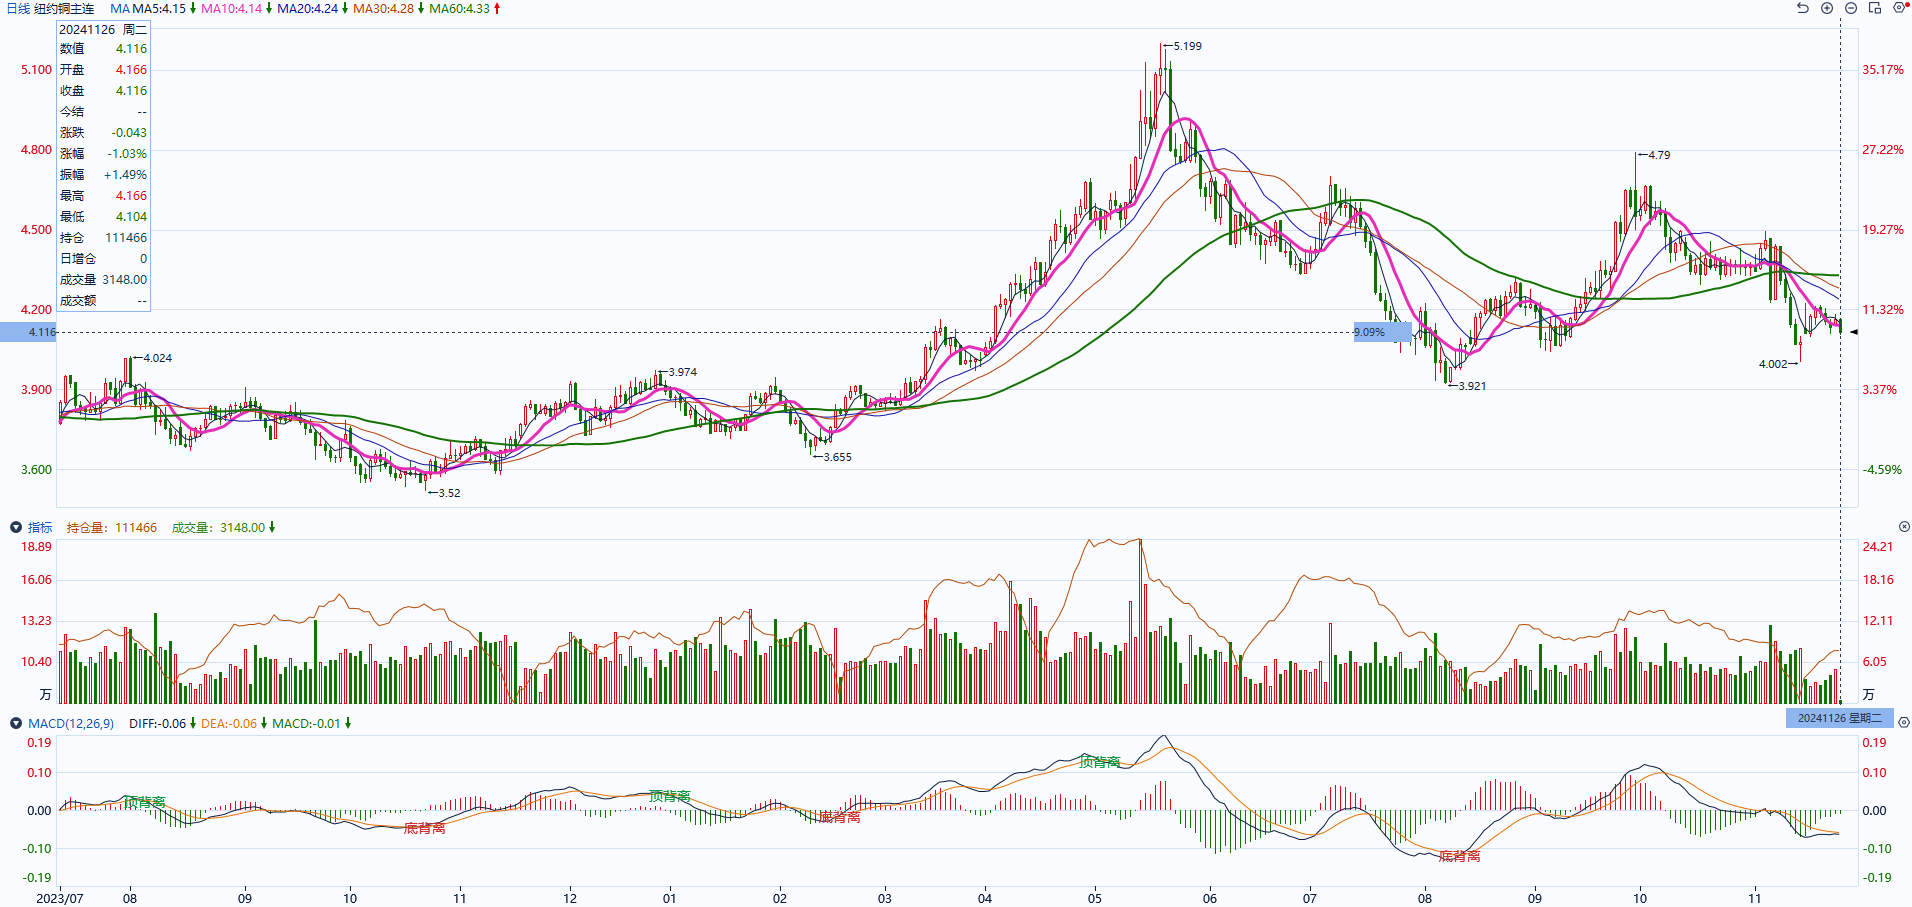 日线 纽约铜主连 MA MA5:4.15 MA10:4.14 MA20:4.24 MA30:4.28 MA60:4.33
20241126 周二
数值 4.116
开盘 4.166
收盘 4.116
今结 --
涨跌 -0.043
涨幅 -1.03%
振幅 +1.49%
最高 4.166
最低 4.104
持仓 111466
日增仓 0
成交量 3148.00
成交额 --
5.100 35.17%
4.800 27.22%
4.500 19.27%
4.200 11.32%
4.116 9.09%
3.900 3.37%
3.600 -4.59%
5.199
4.79
4.024
3.974
3.921
4.002
3.655
3.52
指标 持仓量: 111466 成交量: 3148.00
18.89 24.21
16.06 18.16
13.23 12.11
10.40 6.05
万 万
20241126 星期二
MACD(12,26,9) DIFF:-0.06 DEA:-0.06 MACD:-0.01
0.19 0.19
0.10 0.10
0.00 0.00
-0.10 -0.10
-0.19 -0.19
顶背离
底背离
顶背离
底背离
顶背离
底背离
2023/07 08 09 10 11 12 01 02 03 04 05 06 07 08 09 10 11